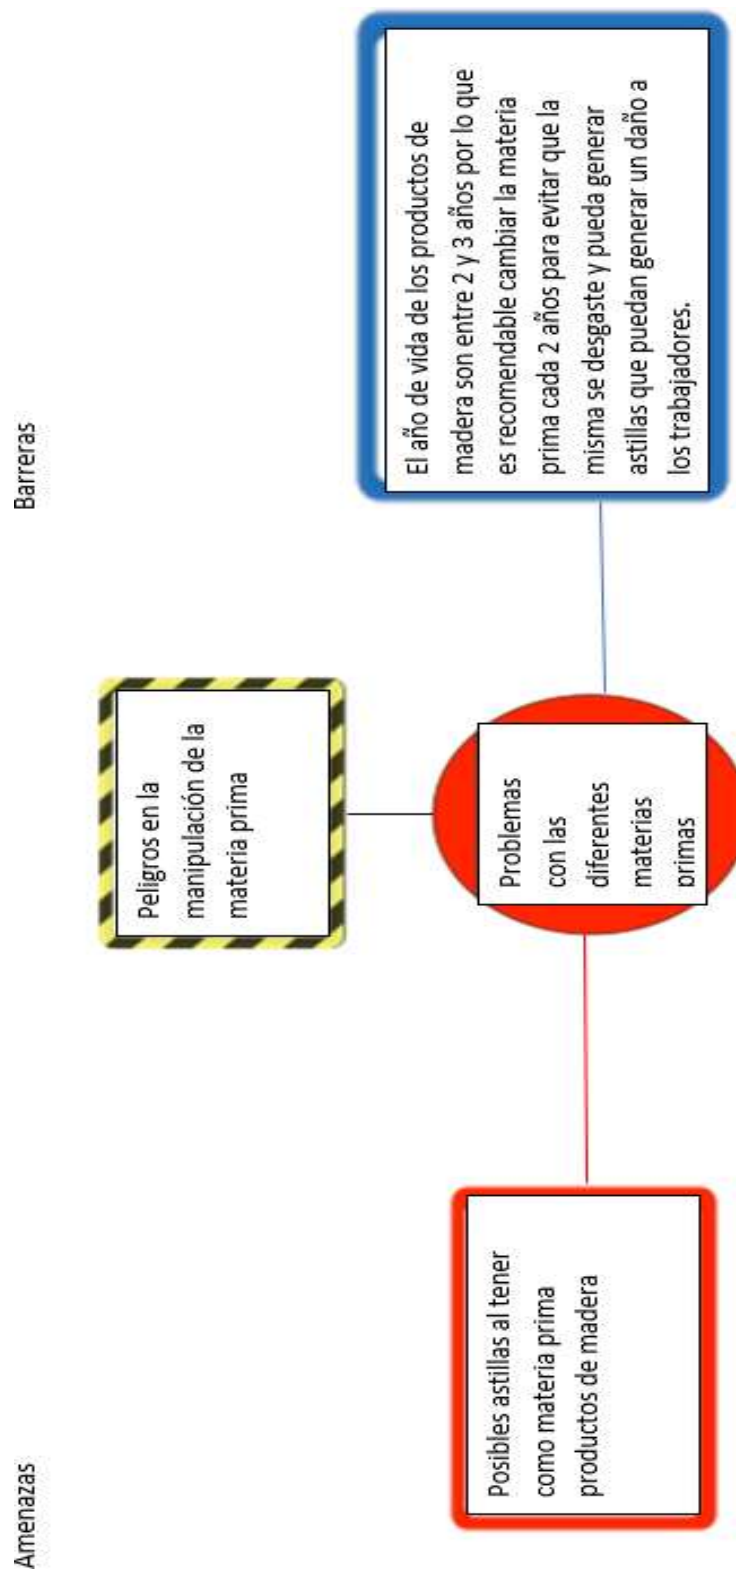 Amenazas
Barreras
Peligros en la
manipulación de la
materia prima
Posibles astillas al tener
como materia prima
productos de madera
Problemas
con las
diferentes
materias
primas
El año de vida de los productos de
madera son entre 2 y 3 años por lo que
es recomendable cambiar la materia
prima cada 2 años para evitar que la
misma se desgaste y pueda generar
astillas que puedan generar un daño a
los trabajadores.